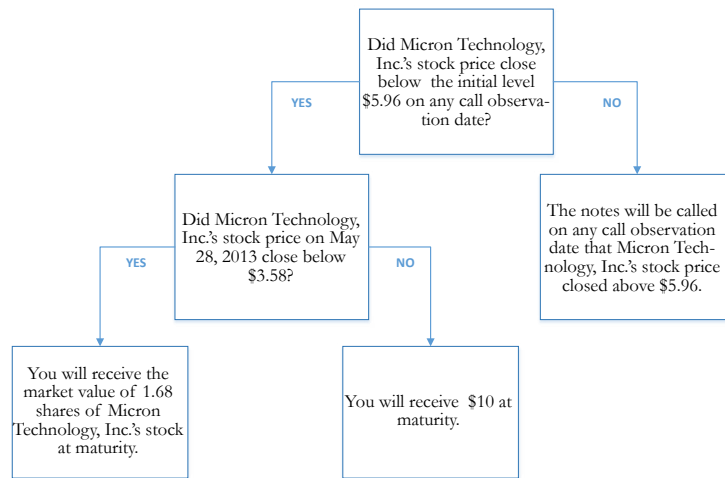 Did Micron Technology,
Inc.'s stock price close
below the initial level
$5.96 on any call observa-
tion date?
YES
NO
Did Micron Technology,
Inc.'s stock price on May
28, 2013 close below
$3.58?
The notes will be called
on any call observation
date that Micron Tech-
nology, Inc.'s stock price
closed above $5.96.
YES
NO
You will receive the
market value of 1.68
shares of Micron
Technology, Inc.'s stock
at maturity.
You will receive $10 at
maturity.